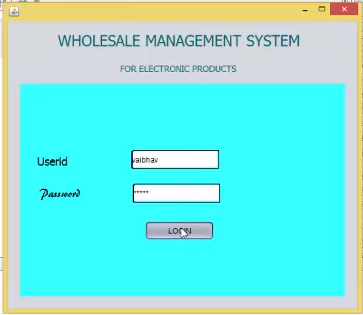 WHOLESALE MANAGEMENT SYSTEM
FOR ELECTRONIC PRODUCTS
UserId vaibhav
Password *****
LOGIN